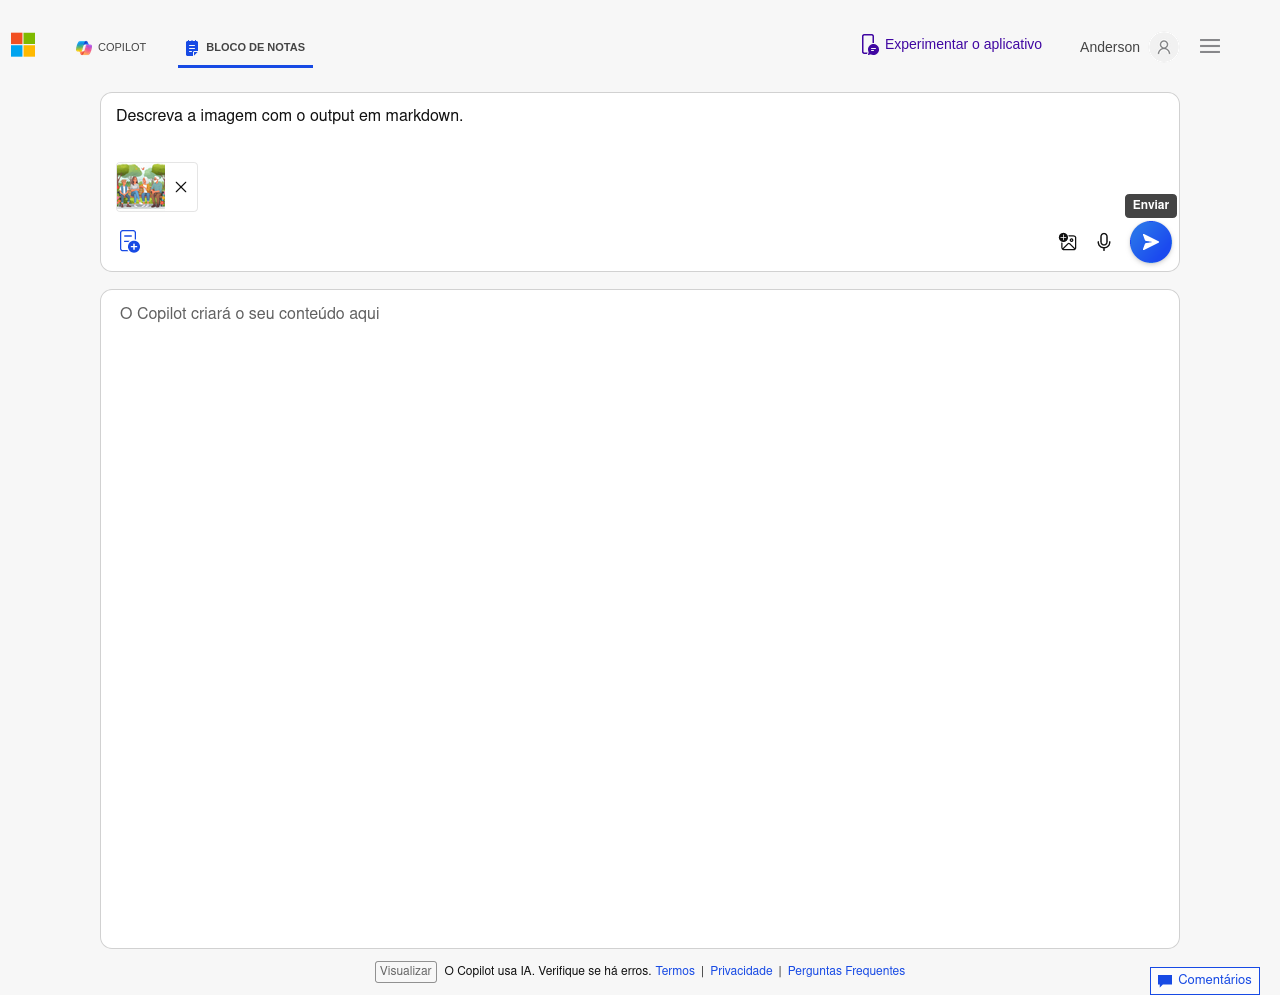 COPILOT
BLOCO DE NOTAS
Experimentar o aplicativo
Anderson
Descreva a imagem com o output em markdown.
Enviar
O Copilot criará o seu conteúdo aqui
Visualizar O Copilot usa IA. Verifique se há erros. Termos | Privacidade | Perguntas Frequentes
Comentários